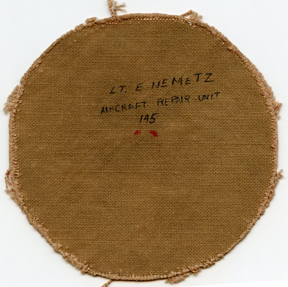 LT. E NEMETZ
AIRCRAFT REPAIR UNIT
145